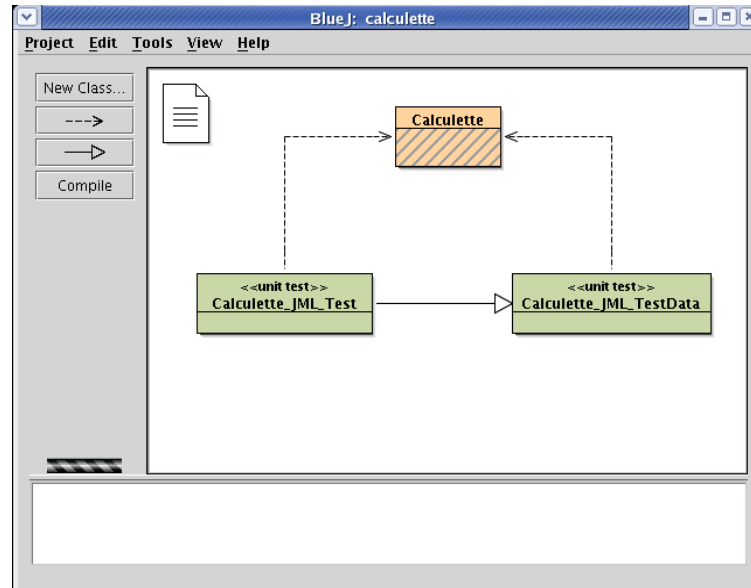 BlueJ: calculette
Project Edit Tools View Help
New Class...
Compile
Calculette
<<unit test>>
Calculette_JML_Test
<<unit test>>
Calculette_JML_TestData